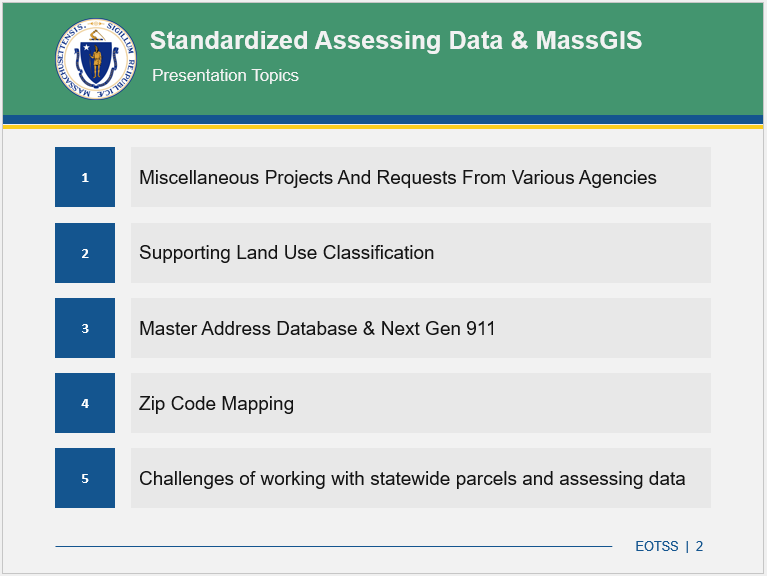 SIGILLUM REIPUBLICÆ MASSACHUSETTENSIS.
Standardized Assessing Data & MassGIS
Presentation Topics
1
Miscellaneous Projects And Requests From Various Agencies
2
Supporting Land Use Classification
3
Master Address Database & Next Gen 911
4
Zip Code Mapping
5
Challenges of working with statewide parcels and assessing data
EOTSS | 2